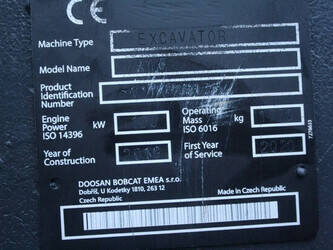 CE
Machine Type EXCAVATOR
Model Name
Product Identification Number
Engine Power ISO 14396 kW
Operating Mass ISO 6016 kg
Year of Construction
First Year of Service
DOOSAN BOBCAT EMEA s.r.o.
Dobříš, U Kodetky 1810, 263 12
Czech Republic
Made in Czech Republic
7279603